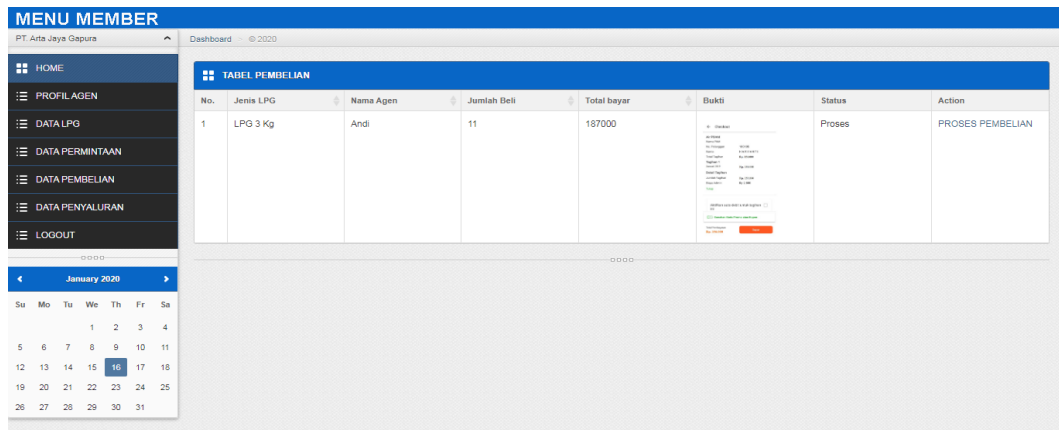 MENU MEMBER
PT. Arta Jaya Gapura
Dashboard © 2020
HOME
PROFIL AGEN
DATA LPG
DATA PERMINTAAN
DATA PEMBELIAN
DATA PENYALURAN
LOGOUT
January 2020
Su Mo Tu We Th Fr Sa
1 2 3 4
5 6 7 8 9 10 11
12 13 14 15 16 17 18
19 20 21 22 23 24 25
26 27 28 29 30 31
TABEL PEMBELIAN
No. Jenis LPG Nama Agen Jumlah Beli Total bayar Bukti Status Action
1 LPG 3 Kg Andi 11 187000 Proses PROSES PEMBELIAN